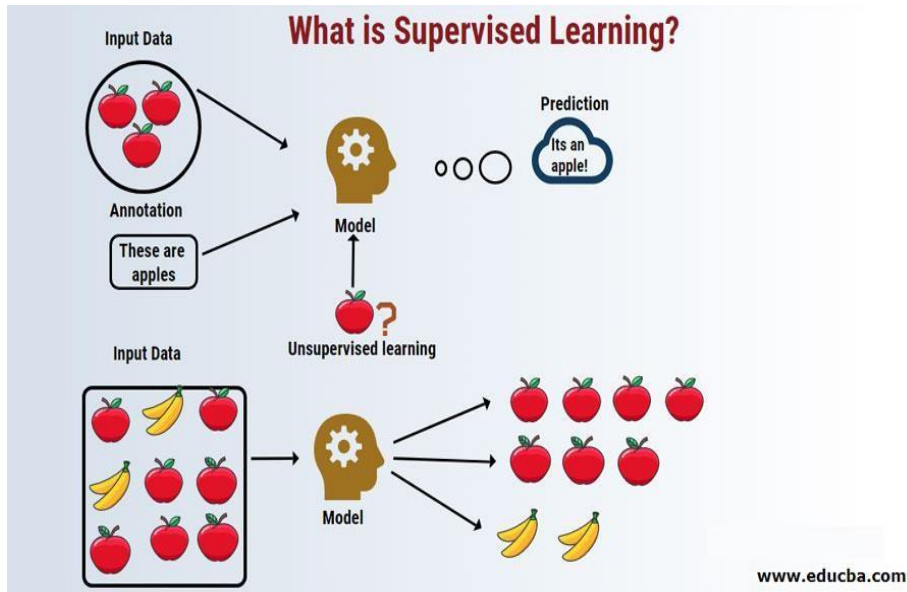 What is Supervised Learning?
Input Data
Prediction
Its an
apple!
Annotation
These are
apples
Model
?
Unsupervised learning
Input Data
Model
www.educba.com